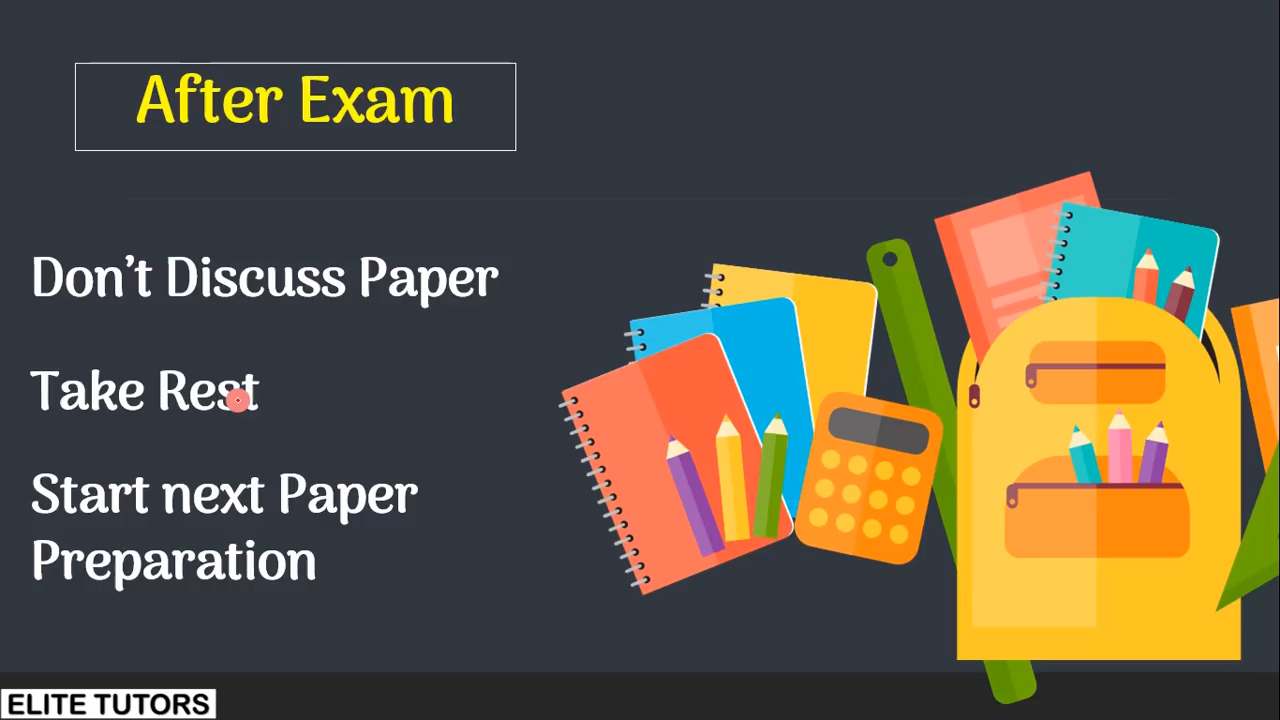 After Exam
Don't Discuss Paper
Take Rest
Start next Paper
Preparation
ELITE TUTORS